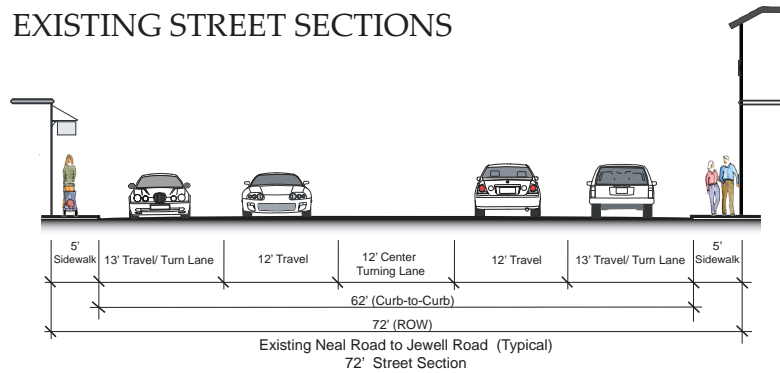 EXISTING STREET SECTIONS
5’
Sidewalk
13’ Travel/ Turn Lane
12’ Travel
12’ Center
Turning Lane
12’ Travel
13’ Travel/ Turn Lane
5’
Sidewalk
62’ (Curb-to-Curb)
72’ (ROW)
Existing Neal Road to Jewell Road (Typical)
72’ Street Section